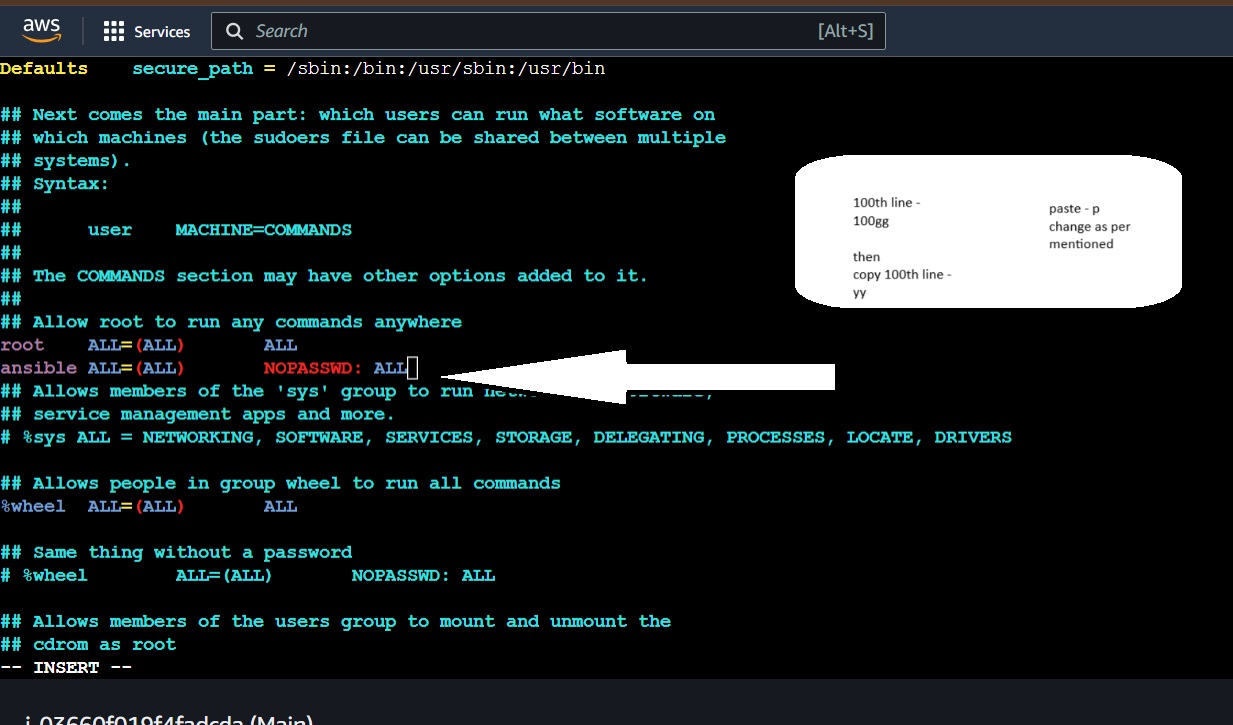 aws Services Search [Alt+S]
Defaults secure_path = /sbin:/bin:/usr/sbin:/usr/bin
## Next comes the main part: which users can run what software on
## which machines (the sudoers file can be shared between multiple
## systems).
## Syntax:
##
## user MACHINE=COMMANDS
##
## The COMMANDS section may have other options added to it.
##
## Allow root to run any commands anywhere
root ALL=(ALL) ALL
ansible ALL=(ALL) NOPASSWD: ALL
## Allows members of the 'sys' group to run
## service management apps and more.
# %sys ALL = NETWORKING, SOFTWARE, SERVICES, STORAGE, DELEGATING, PROCESSES, LOCATE, DRIVERS
## Allows people in group wheel to run all commands
%wheel ALL=(ALL) ALL
## Same thing without a password
# %wheel ALL=(ALL) NOPASSWD: ALL
## Allows members of the users group to mount and unmount the
## cdrom as root
-- INSERT --
100th line -
100gg
then
copy 100th line -
yy
paste - p
change as per
mentioned
i-03660f019f4fadcda (Main)